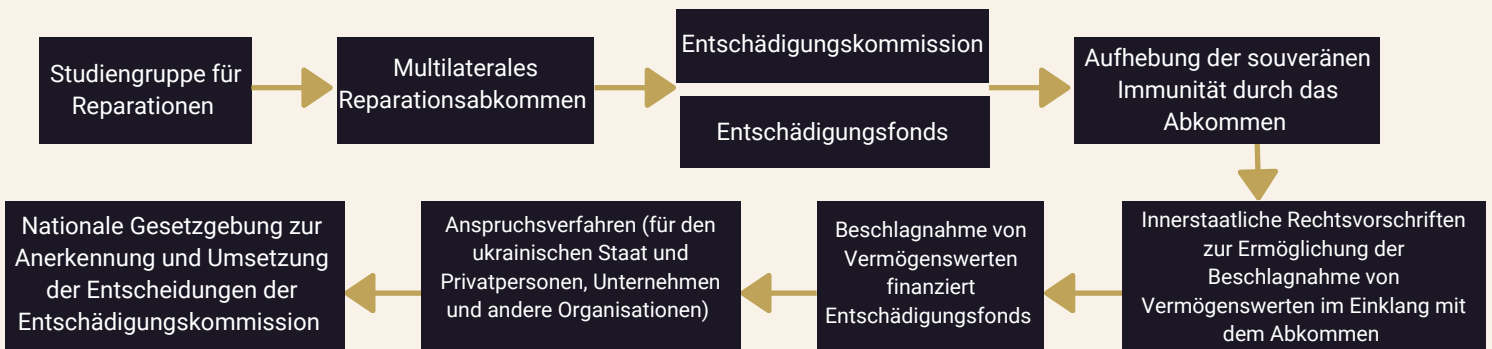 Studiengruppe für
Reparationen
Multilaterales
Reparationsabkommen
Entschädigungskommission
Entschädigungsfonds
Aufhebung der souveränen
Immunität durch das
Abkommen
Innerstaatliche Rechtsvorschriften
zur Ermöglichung der
Beschlagnahme von
Vermögenswerten im Einklang mit
dem Abkommen
Beschlagnahme von
Vermögenswerten
finanziert
Entschädigungsfonds
Anspruchsverfahren (für den
ukrainischen Staat und
Privatpersonen, Unternehmen
und andere Organisationen)
Nationale Gesetzgebung zur
Anerkennung und Umsetzung
der Entscheidungen der
Entschädigungskommission